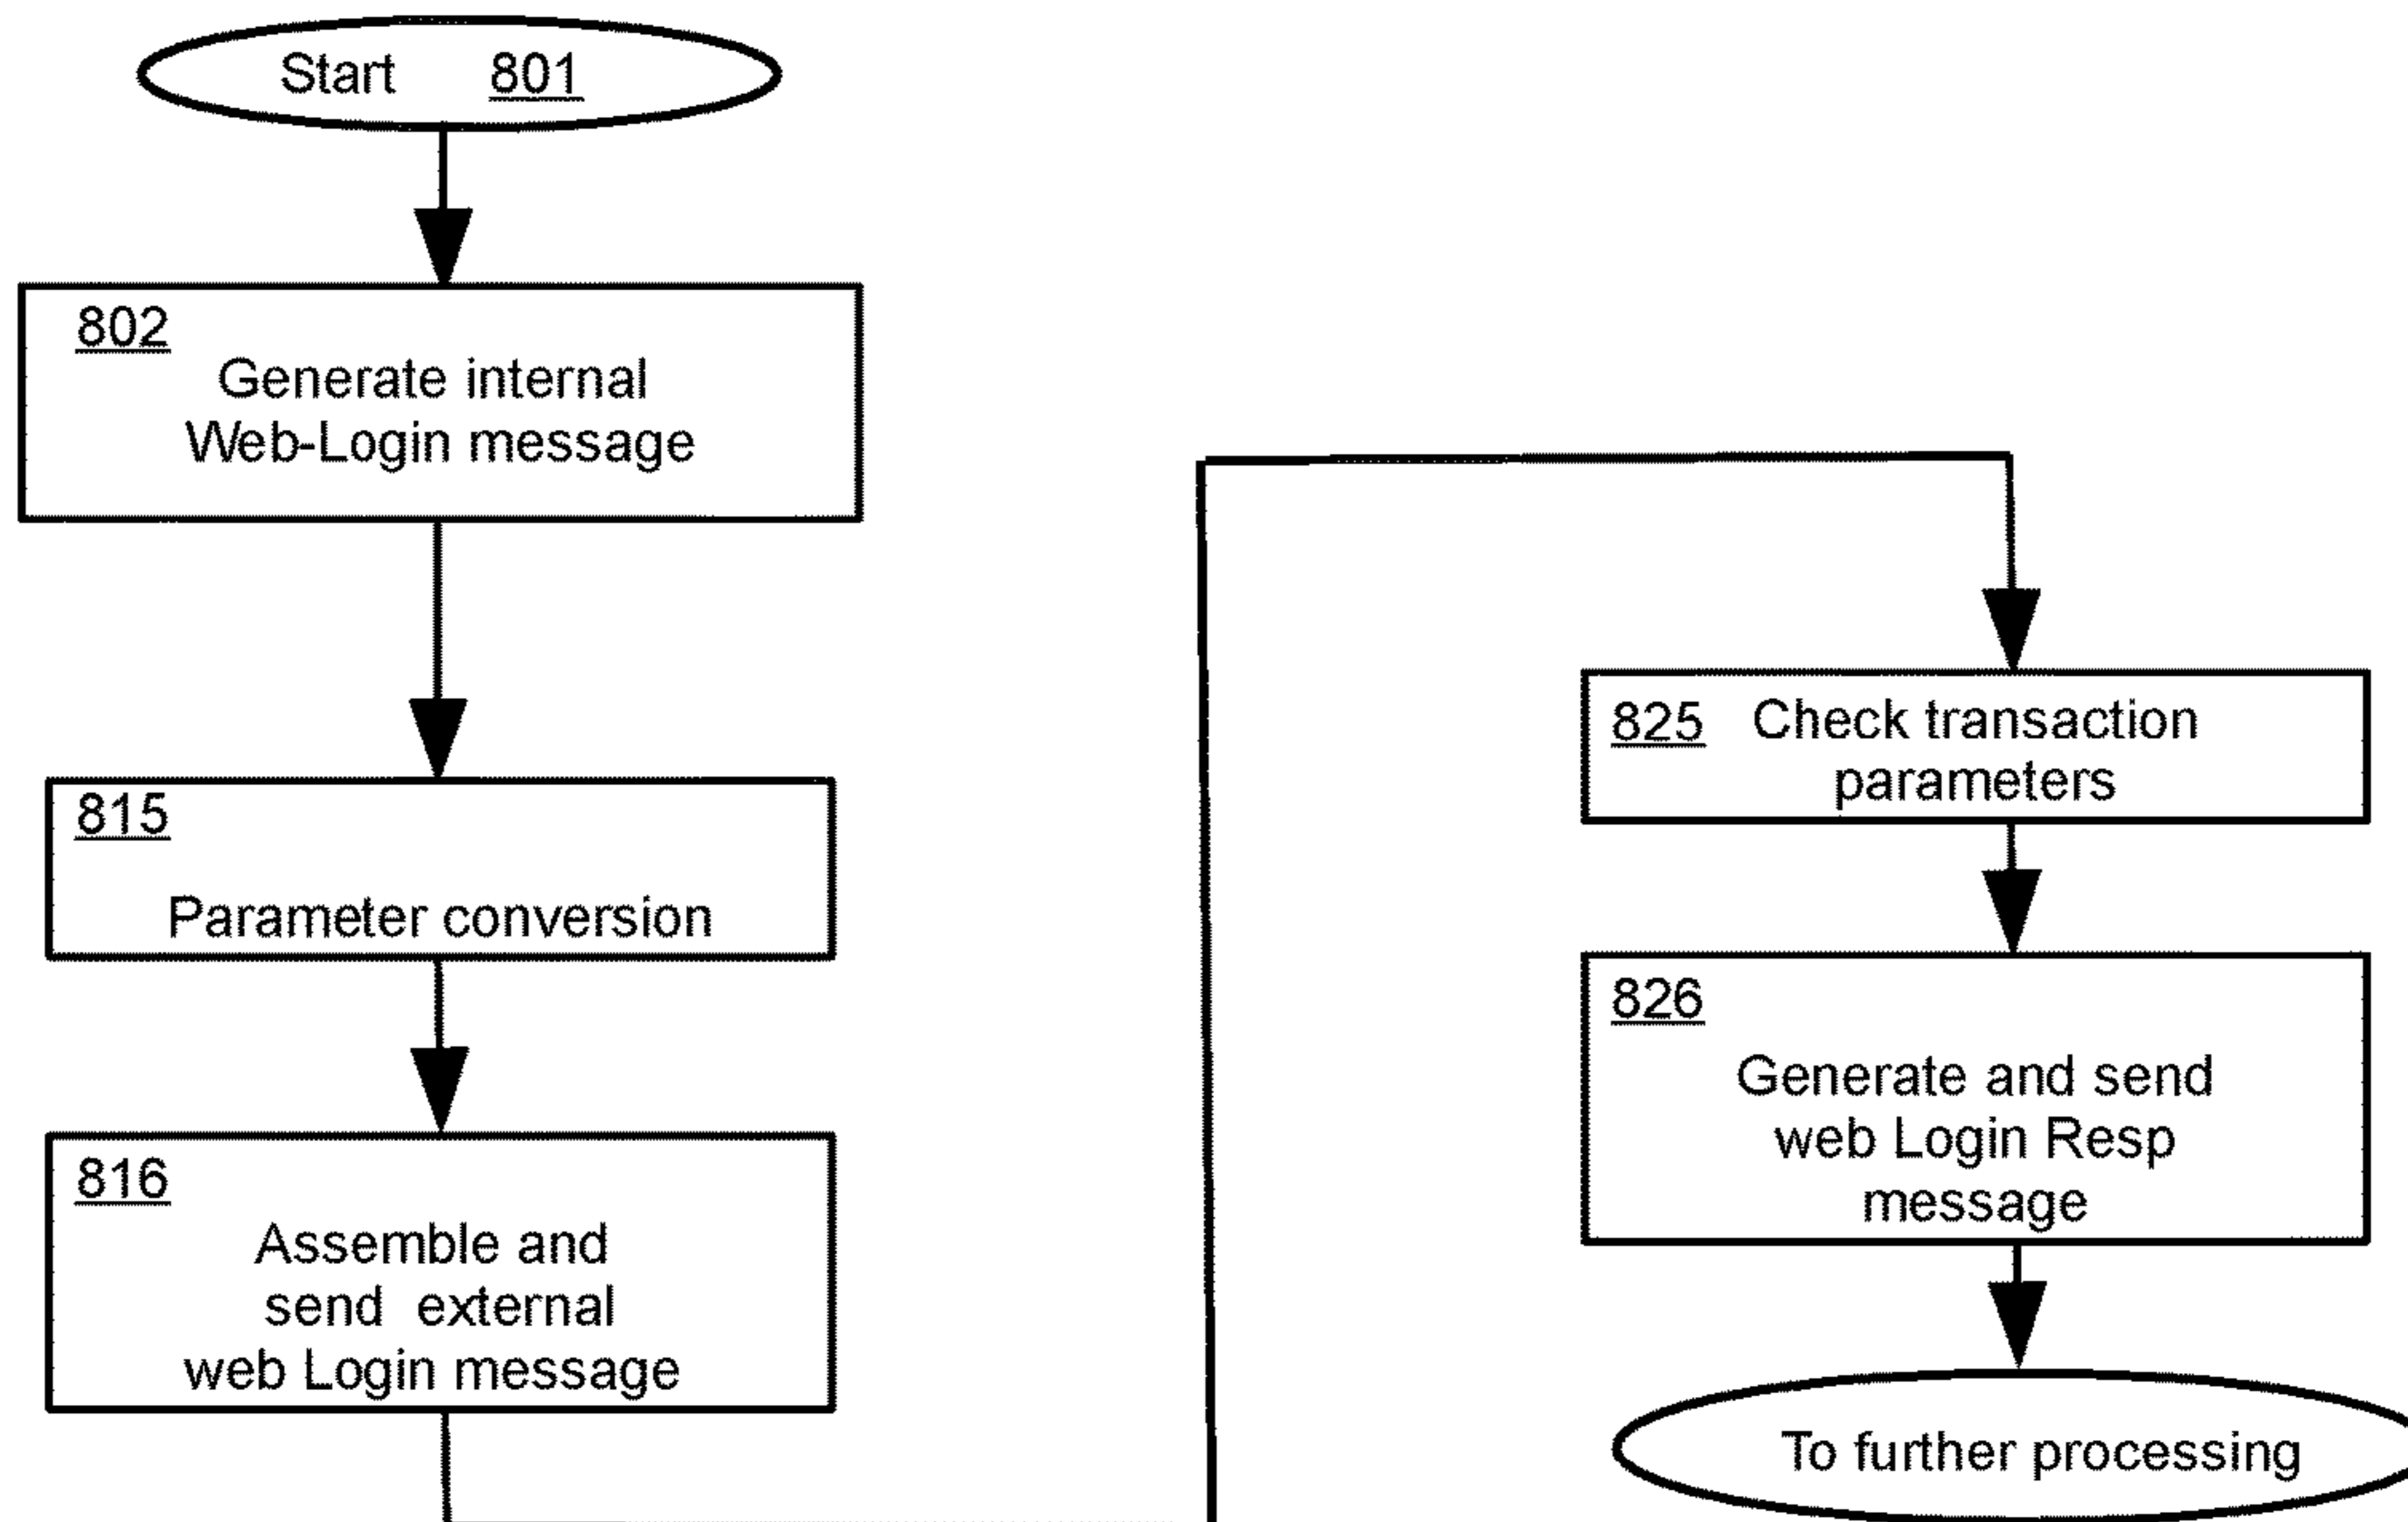 Start 801
802
Generate internal
Web-Login message
815
Parameter conversion
816
Assemble and
send external
web Login message
825 Check transaction
parameters
826
Generate and send
web Login Resp
message
To further processing